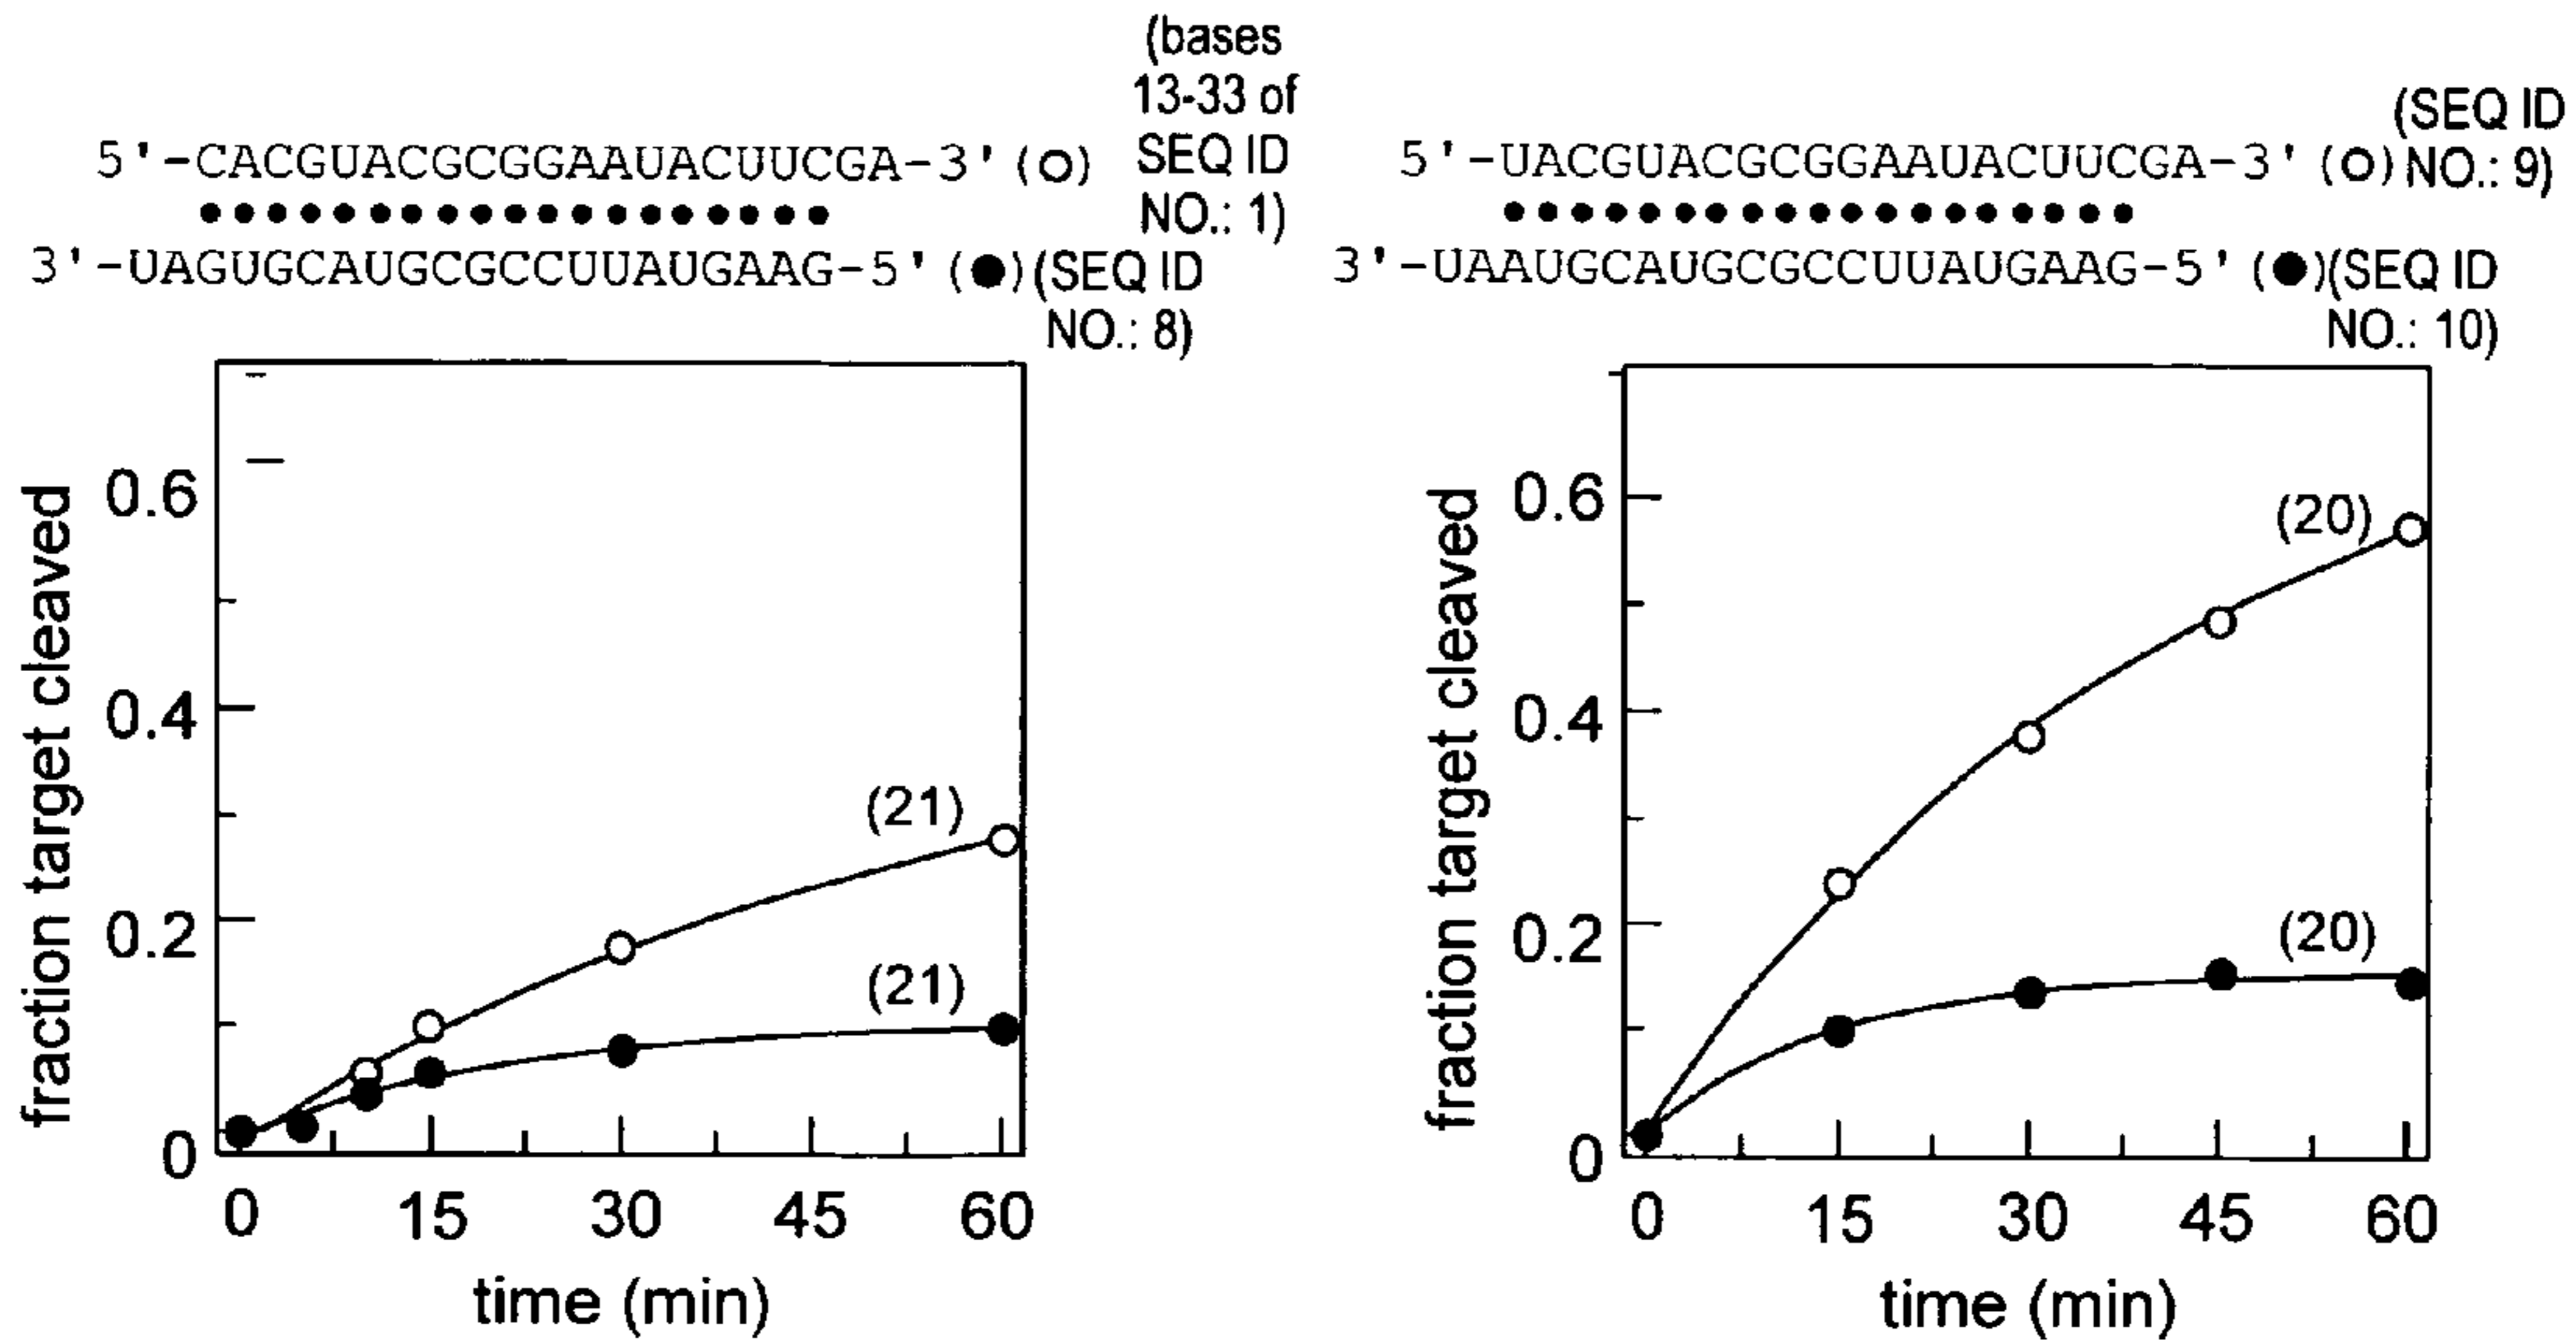 (bases
13-33 of
SEQ ID
NO.: 1)
5'-CACGUACGCGGAAUACUUCGA-3' (○)
3'-UAGUGCAUGCGCCUUAUGAAG-5' (●) (SEQ ID
NO.: 8)
(SEQ ID
NO.: 9)
5'-UACGUACGCGGAAUACUUCGA-3' (○)
3'-UAAUGCAUGCGCCUUAUGAAG-5' (●) (SEQ ID
NO.: 10)
fraction target cleaved
0.6
0.4
0.2
0
(21)
(21)
0 15 30 45 60
time (min)
fraction target cleaved
0.6
0.4
0.2
0
(20)
(20)
0 15 30 45 60
time (min)